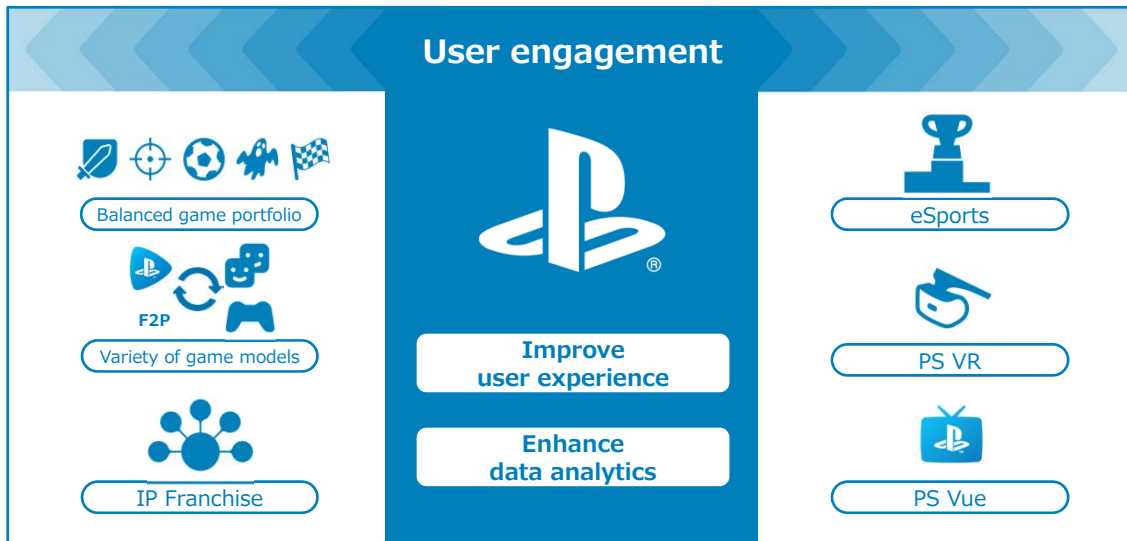 User engagement
Balanced game portfolio
F2P
Variety of game models
IP Franchise
®
Improve
user experience
Enhance
data analytics
eSports
PS VR
PS Vue